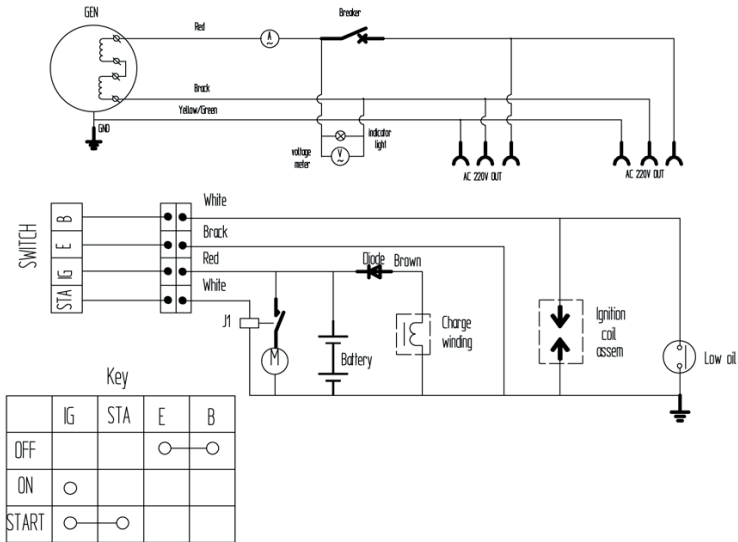 GEN
Breaker
Red
A
Brack
Yellow/Green
GND
indicator
light
voltage
meter
V
AC 220V OUT
AC 220V OUT
SWITCH
B
E
IG
STA
White
Brack
Red
White
Diode Brown
J1
M
Battery
Charge
winding
Ignition
coil
assem
Low oil
Key
IG STA E B
OFF
ON
START